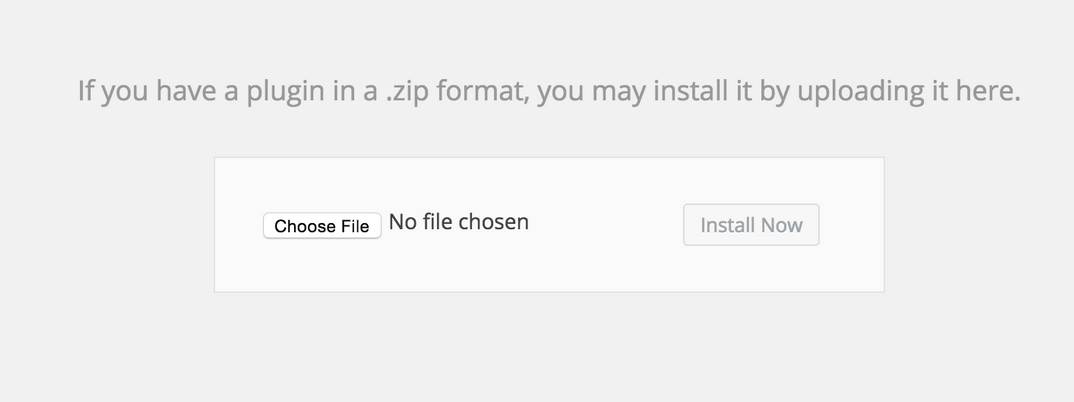 If you have a plugin in a .zip format, you may install it by uploading it here.
Choose File No file chosen Install Now